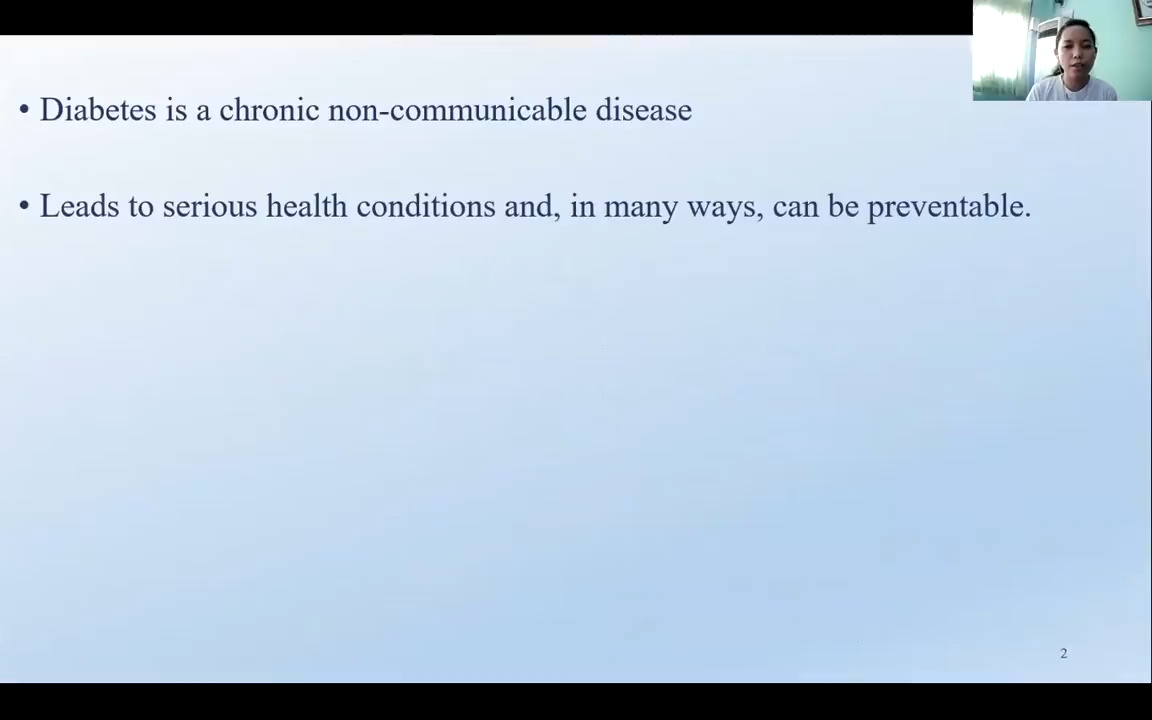 • Diabetes is a chronic non-communicable disease
• Leads to serious health conditions and, in many ways, can be preventable.
2